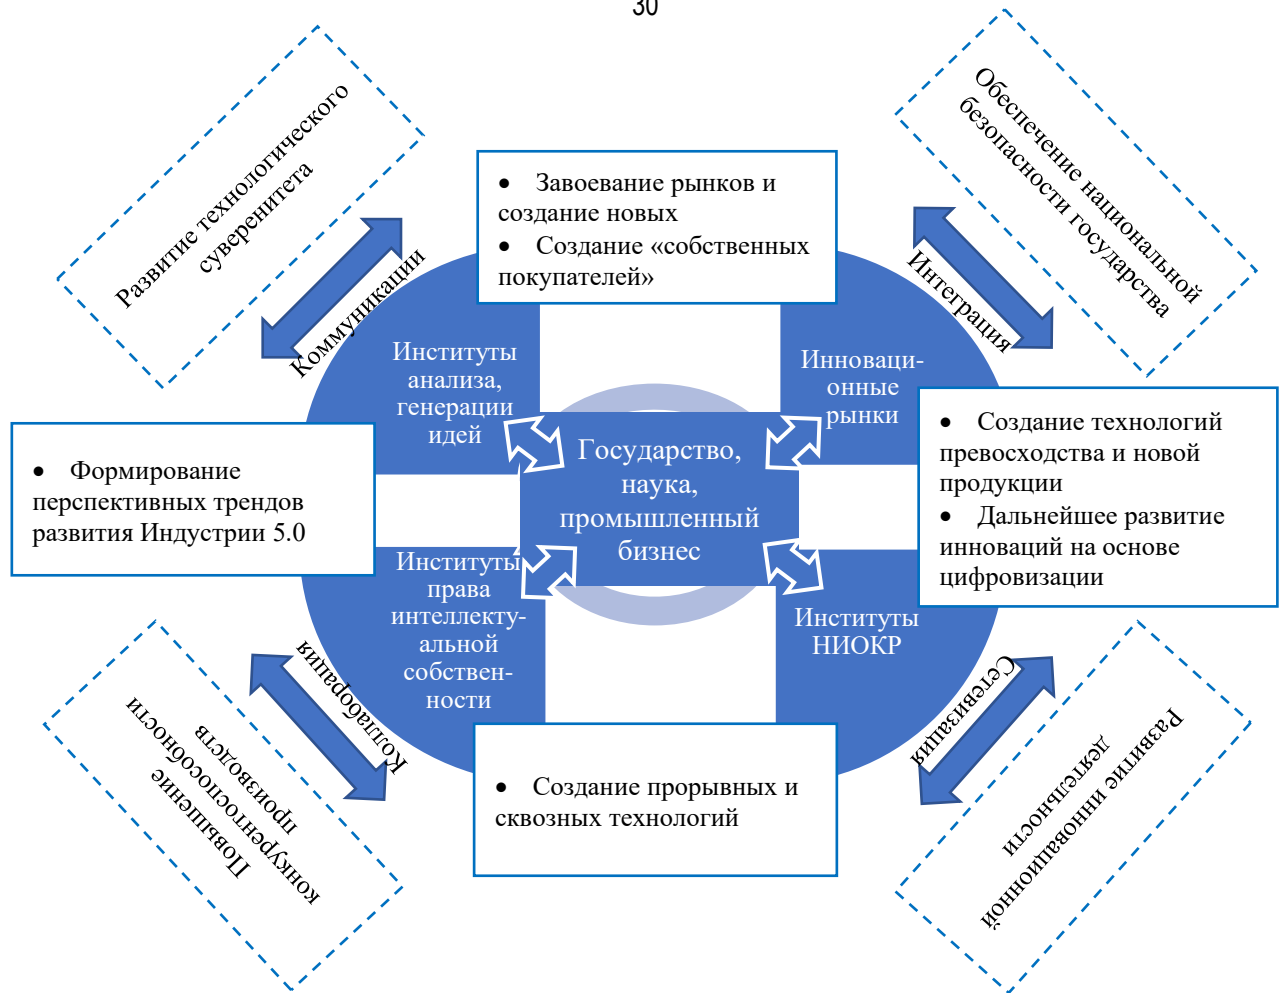 30
Развитие технологического
суверенитета
Обеспечение национальной
безопасности государства
• Завоевание рынков и
создание новых
• Создание «собственных
покупателей»
Коммуникации
Интеграция
Институты
анализа,
генерации
идей
Инноваци-
онные
рынки
• Формирование
перспективных трендов
развития Индустрии 5.0
Государство,
наука,
промышленный
бизнес
• Создание технологий
превосходства и новой
продукции
• Дальнейшее развитие
инноваций на основе
цифровизации
Институты
права
интеллекту-
альной
собствен-
ности
Институты
НИОКР
Коллаборация
Сетевизация
Повышение
конкурентоспособности
производств
• Создание прорывных и
сквозных технологий
Развитие инновационной
деятельности